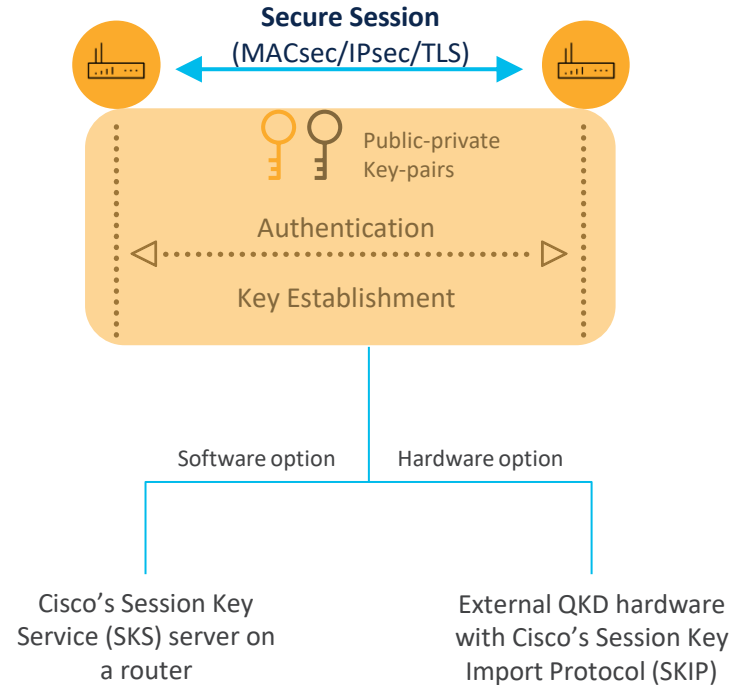 Secure Session
(MACsec/IPsec/TLS)
Public-private
Key-pairs
Authentication
Key Establishment
Software option
Hardware option
Cisco’s Session Key
Service (SKS) server on
a router
External QKD hardware
with Cisco’s Session Key
Import Protocol (SKIP)